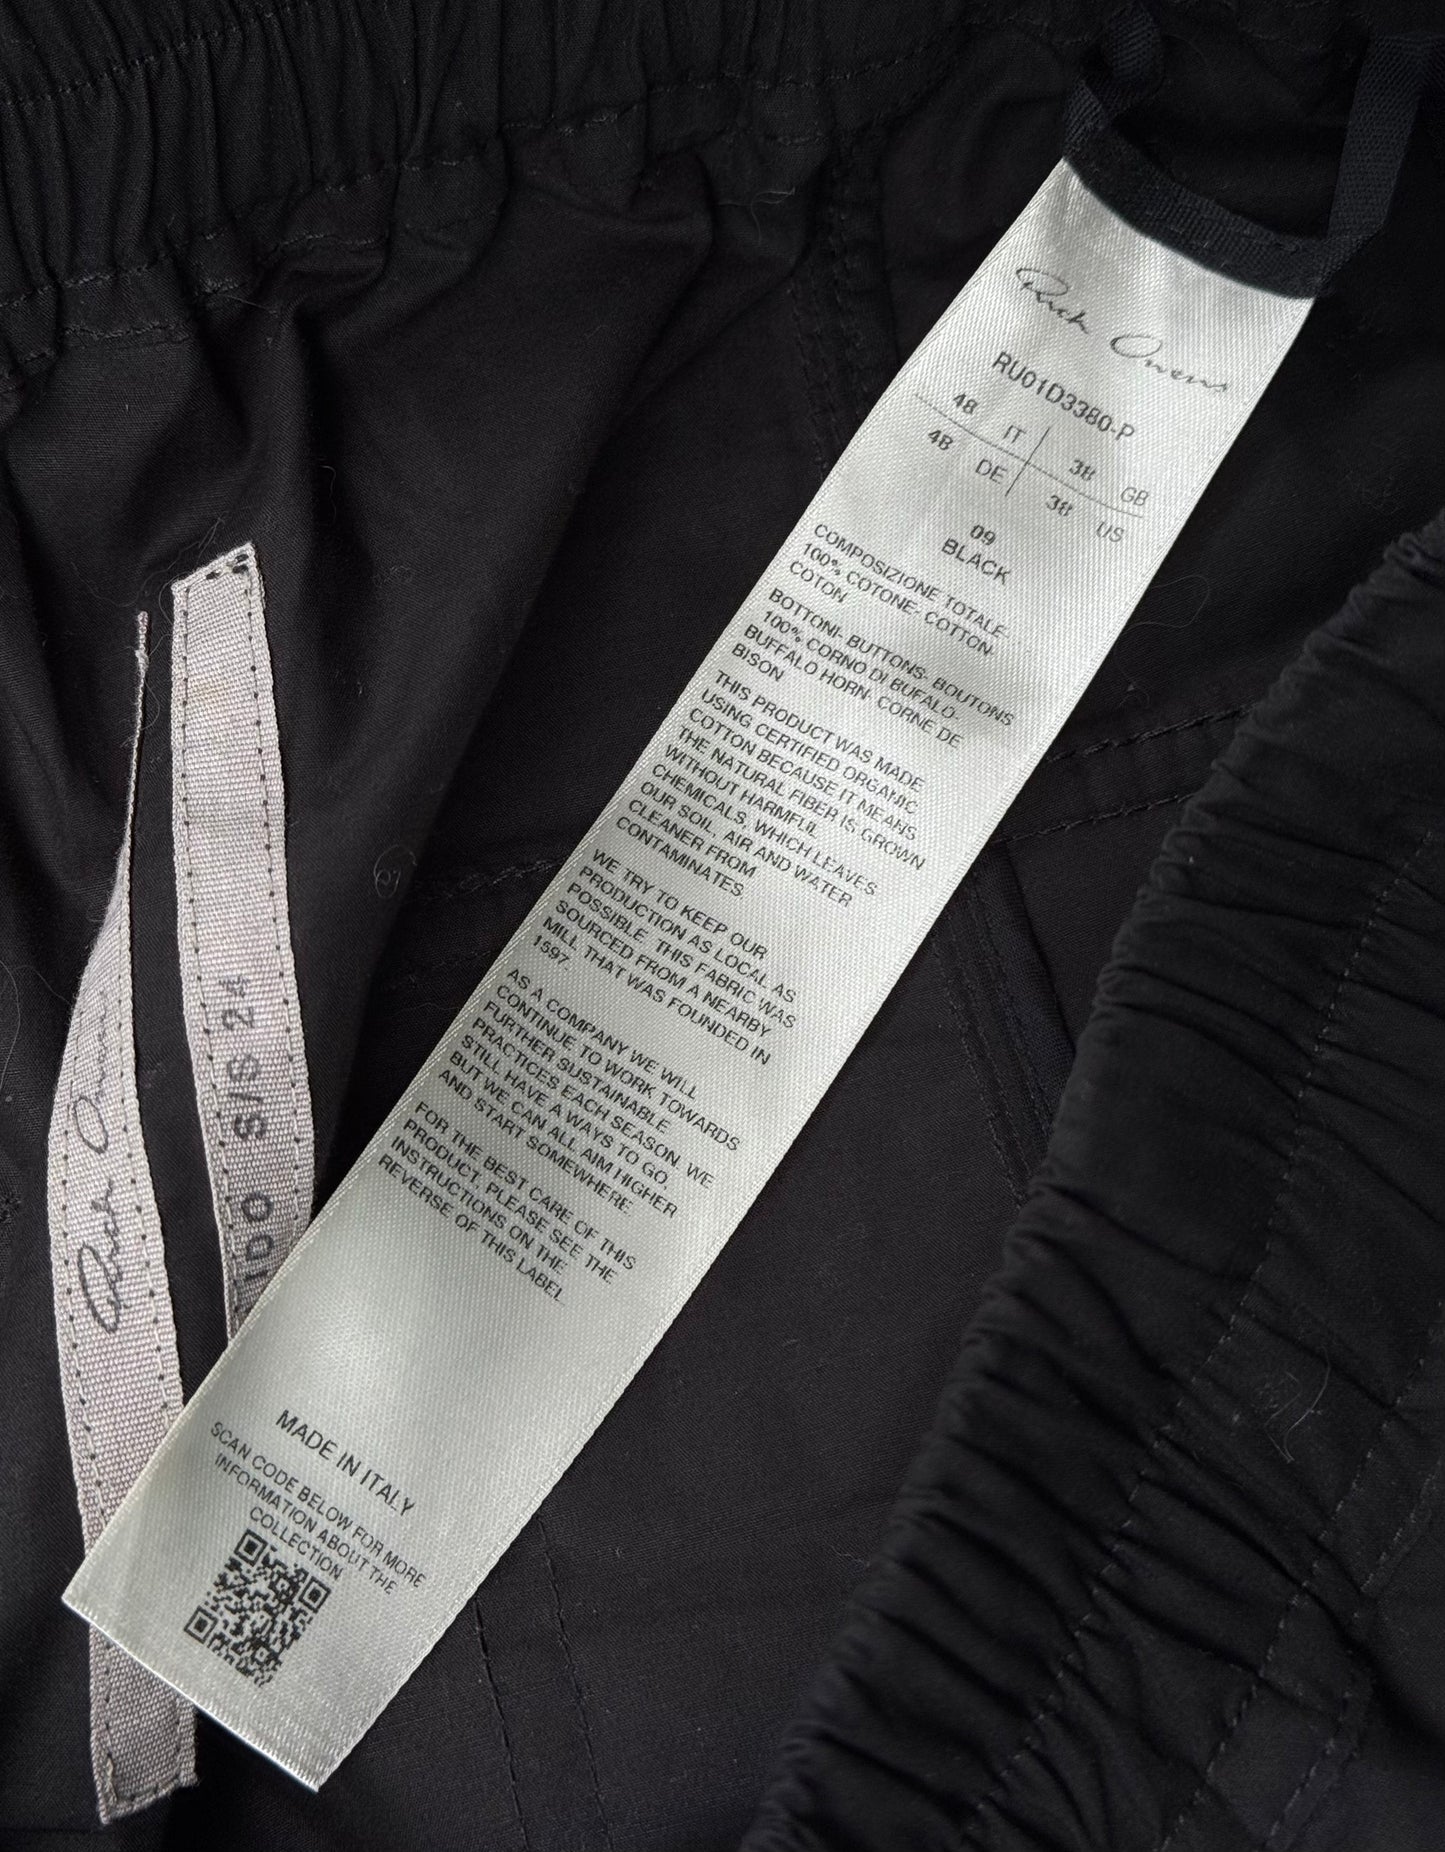 Rick Owens
RU01D3380-P
48 IT 38 GB
48 DE 38 US
09
BLACK
COMPOSIZIONE TOTALE-
100% COTONE- COTTON-
COTON
BOTTONI- BUTTONS- BOUTONS
100% CORNO DI BUFALO-
BUFFALO HORN- CORNE DE
BISON
THIS PRODUCT WAS MADE
USING CERTIFIED ORGANIC
COTTON BECAUSE IT MEANS
THE NATURAL FIBER IS GROWN
WITHOUT HARMFUL
CHEMICALS, WHICH LEAVES
OUR SOIL, AIR AND WATER
CLEANER FROM
CONTAMINATES.
WE TRY TO KEEP OUR
PRODUCTION AS LOCAL AS
POSSIBLE. THIS FABRIC WAS
SOURCED FROM A NEARBY
MILL THAT WAS FOUNDED IN
1597.
AS A COMPANY WE WILL
CONTINUE TO WORK TOWARDS
FURTHER SUSTAINABLE
PRACTICES EACH SEASON. WE
STILL HAVE A WAYS TO GO,
BUT WE CAN ALL AIM HIGHER
AND START SOMEWHERE.
FOR THE BEST CARE OF THIS
PRODUCT, PLEASE SEE THE
INSTRUCTIONS ON THE
REVERSE OF THIS LABEL.
MADE IN ITALY
SCAN CODE BELOW FOR MORE
INFORMATION ABOUT THE
COLLECTION
Rick Owens
IDO S/S 24